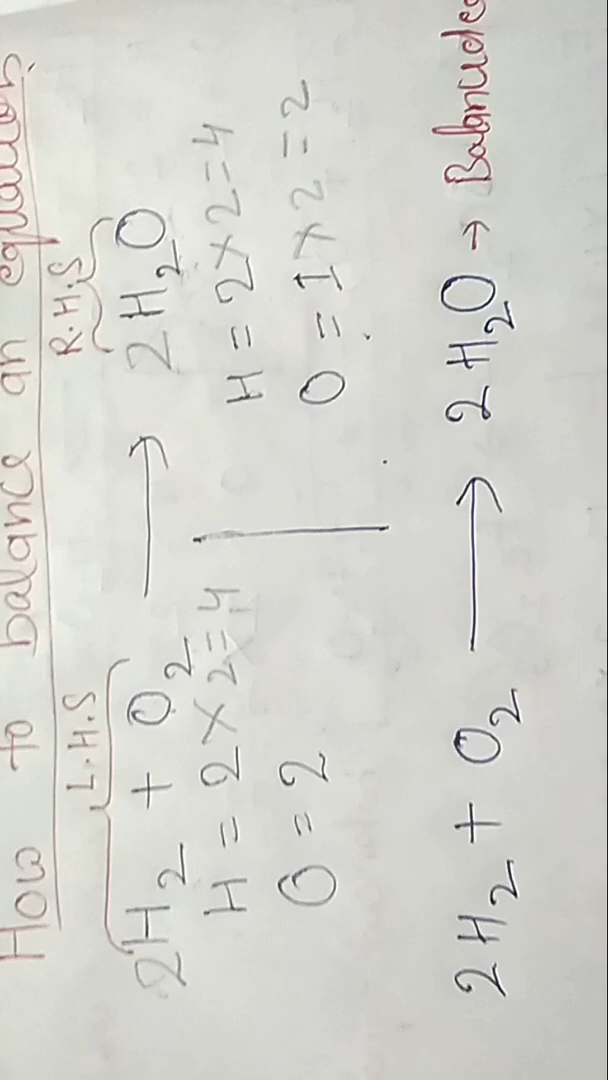 How to balance an equation
L.H.S R.H.S
2H₂ + O₂ ⟶ 2H₂O
H = 2×2=4 | H = 2×2=4
O = 2 | O = 1×2=2
2H₂ + O₂ ⟶ 2H₂O →